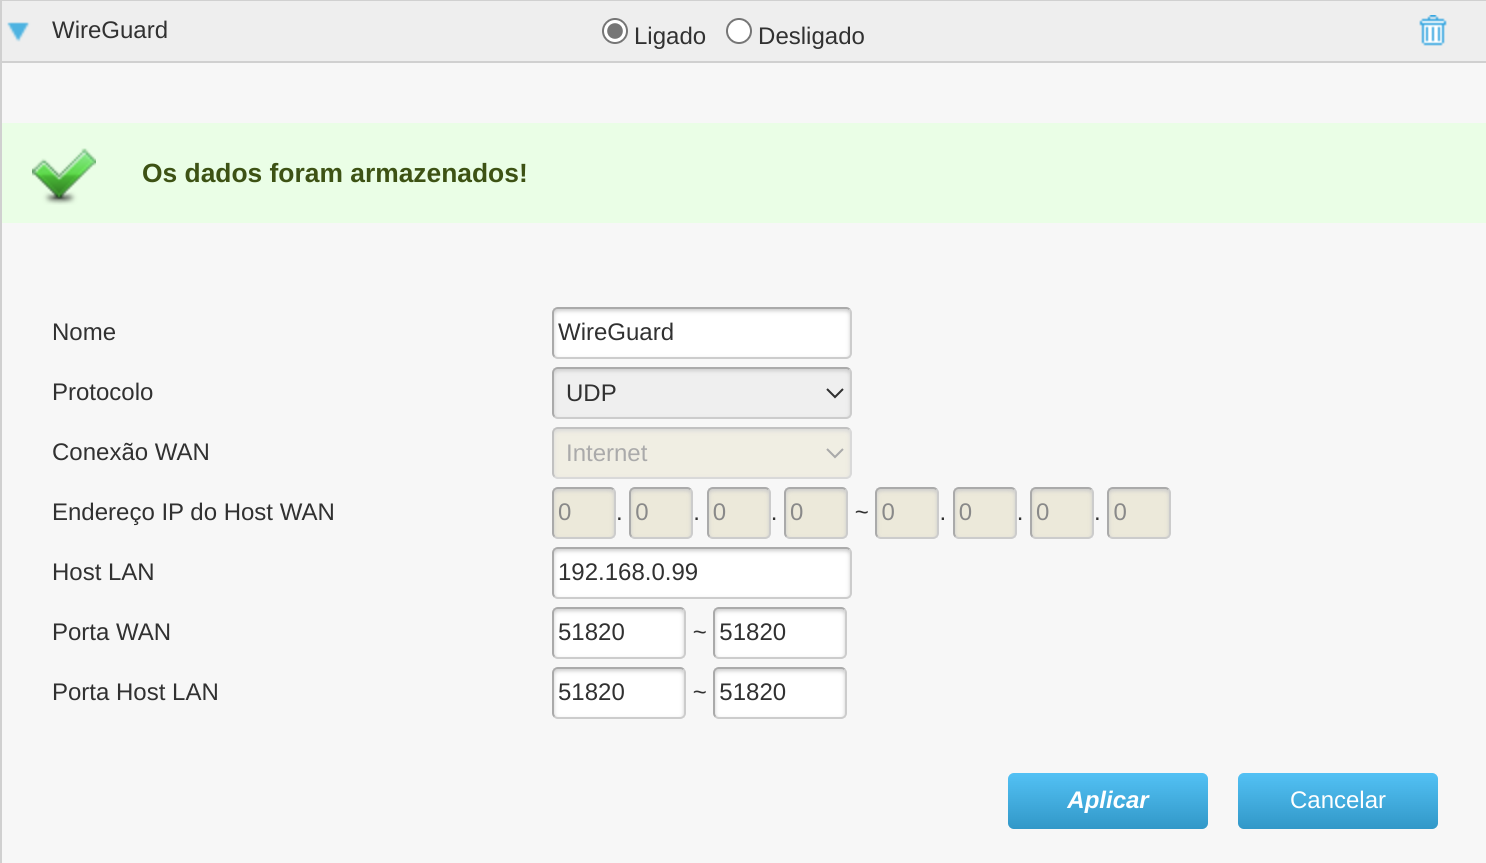 WireGuard Ligado Desligado
Os dados foram armazenados!
Nome WireGuard
Protocolo UDP
Conexão WAN Internet
Endereço IP do Host WAN 0 . 0 . 0 . 0 ~ 0 . 0 . 0 . 0
Host LAN 192.168.0.99
Porta WAN 51820 ~ 51820
Porta Host LAN 51820 ~ 51820
Aplicar Cancelar